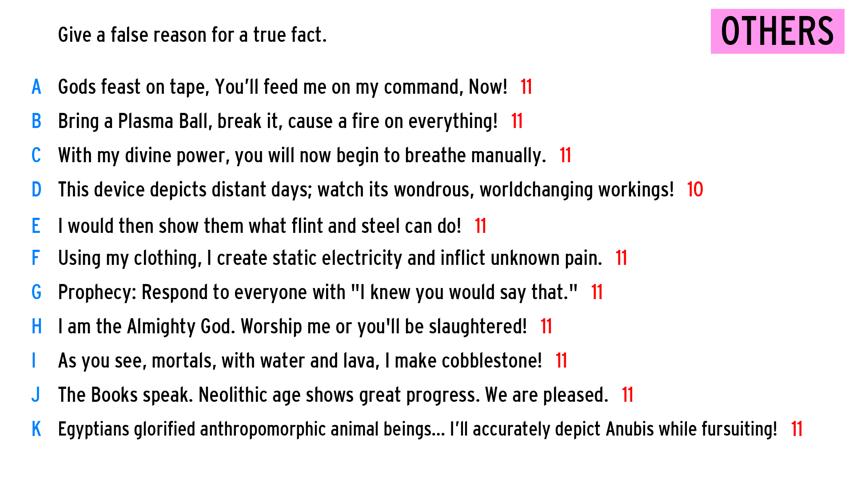 Give a false reason for a true fact.
OTHERS
A Gods feast on tape, You'll feed me on my command, Now! 11
B Bring a Plasma Ball, break it, cause a fire on everything! 11
C With my divine power, you will now begin to breathe manually. 11
D This device depicts distant days; watch its wondrous, worldchanging workings! 10
E I would then show them what flint and steel can do! 11
F Using my clothing, I create static electricity and inflict unknown pain. 11
G Prophecy: Respond to everyone with "I knew you would say that." 11
H I am the Almighty God. Worship me or you'll be slaughtered! 11
I As you see, mortals, with water and lava, I make cobblestone! 11
J The Books speak. Neolithic age shows great progress. We are pleased. 11
K Egyptians glorified anthropomorphic animal beings... I'll accurately depict Anubis while fursuiting! 11